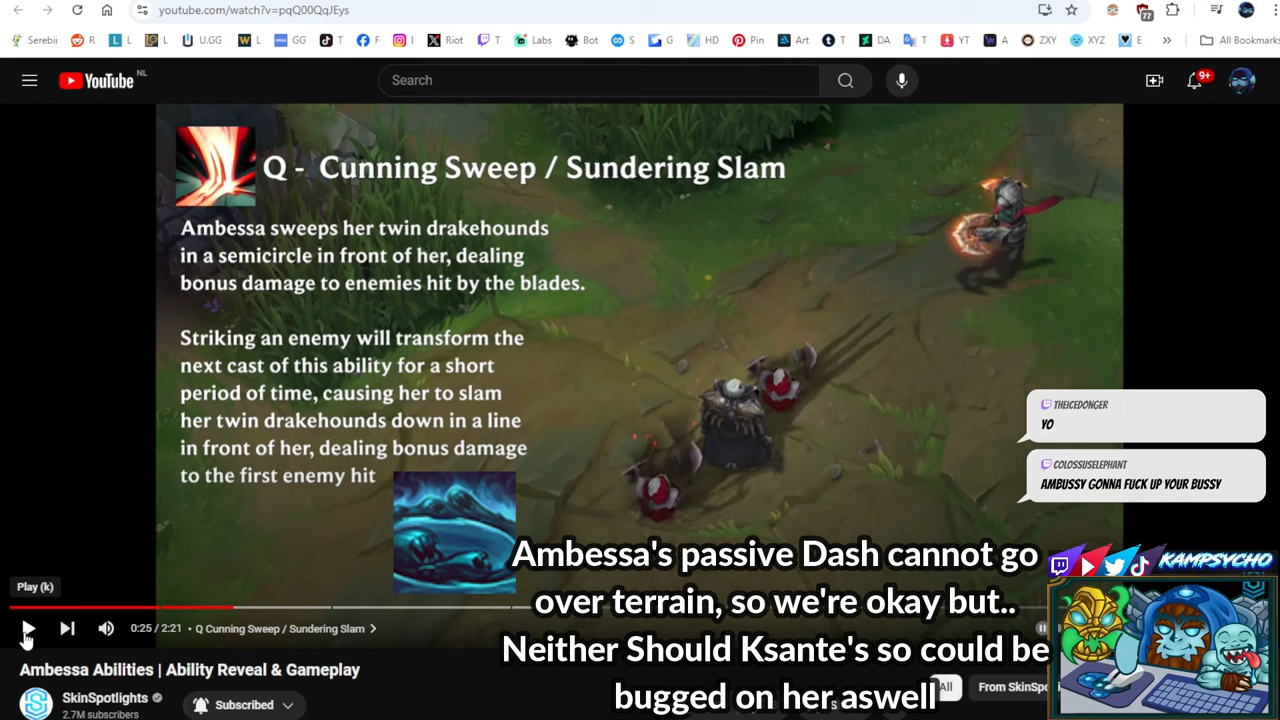 youtube.com/watch?v=pqQ00QqJEys
77
Serebii R L L U.GG W GG T F I Riot T Labs Bot S G HD Pin Art T DA T YT A ZXY XYZ E » All Bookmarks
YouTube NL
Search
9+
Q - Cunning Sweep / Sundering Slam
Ambessa sweeps her twin drakehounds
in a semicircle in front of her, dealing
bonus damage to enemies hit by the blades.
Striking an enemy will transform the
next cast of this ability for a short
period of time, causing her to slam
her twin drakehounds down in a line
in front of her, dealing bonus damage
to the first enemy hit
THEICEDONGER
YO
COLOSSUSELEPHANT
AMBUSSY GONNA FUCK UP YOUR BUSSY
Ambessa's passive Dash cannot go
over terrain, so we're okay but..
Neither Should Ksante's so could be
bugged on her aswell
KAMPSYCHO
Play (k)
0:25 / 2:21 • Q Cunning Sweep / Sundering Slam
Ambessa Abilities | Ability Reveal & Gameplay
SkinSpotlights
2.7M subscribers
Subscribed
All
From SkinSpo